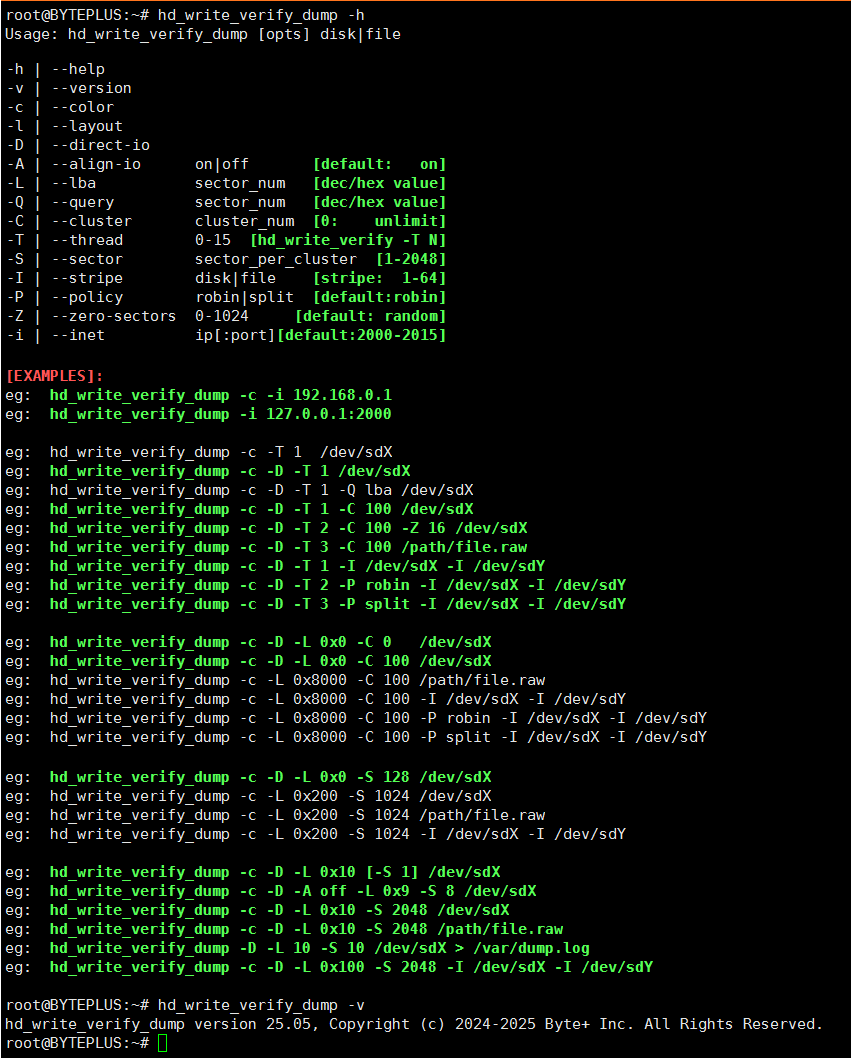 root@BYTEPLUS:~# hd_write_verify_dump -h
Usage: hd_write_verify_dump [opts] disk|file

-h | --help
-v | --version
-c | --color
-l | --layout
-D | --direct-io
-A | --align-io      on|off       [default:   on]
-L | --lba           sector_num   [dec/hex value]
-Q | --query         sector_num   [dec/hex value]
-C | --cluster       cluster_num  [0:    unlimit]
-T | --thread        0-15  [hd_write_verify -T N]
-S | --sector        sector_per_cluster  [1-2048]
-I | --stripe        disk|file    [stripe:  1-64]
-P | --policy        robin|split  [default:robin]
-Z | --zero-sectors  0-1024     [default: random]
-i | --inet          ip[:port][default:2000-2015]

[EXAMPLES]:
eg:  hd_write_verify_dump -c -i 192.168.0.1
eg:  hd_write_verify_dump -i 127.0.0.1:2000

eg:  hd_write_verify_dump -c -T 1  /dev/sdX
eg:  hd_write_verify_dump -c -D -T 1 /dev/sdX
eg:  hd_write_verify_dump -c -D -T 1 -Q lba /dev/sdX
eg:  hd_write_verify_dump -c -D -T 1 -C 100 /dev/sdX
eg:  hd_write_verify_dump -c -D -T 2 -C 100 -Z 16 /dev/sdX
eg:  hd_write_verify_dump -c -D -T 3 -C 100 /path/file.raw
eg:  hd_write_verify_dump -c -D -T 1 -I /dev/sdX -I /dev/sdY
eg:  hd_write_verify_dump -c -D -T 2 -P robin -I /dev/sdX -I /dev/sdY
eg:  hd_write_verify_dump -c -D -T 3 -P split -I /dev/sdX -I /dev/sdY

eg:  hd_write_verify_dump -c -D -L 0x0 -C 0   /dev/sdX
eg:  hd_write_verify_dump -c -D -L 0x0 -C 100 /dev/sdX
eg:  hd_write_verify_dump -c -L 0x8000 -C 100 /path/file.raw
eg:  hd_write_verify_dump -c -L 0x8000 -C 100 -I /dev/sdX -I /dev/sdY
eg:  hd_write_verify_dump -c -L 0x8000 -C 100 -P robin -I /dev/sdX -I /dev/sdY
eg:  hd_write_verify_dump -c -L 0x8000 -C 100 -P split -I /dev/sdX -I /dev/sdY

eg:  hd_write_verify_dump -c -D -L 0x0 -S 128 /dev/sdX
eg:  hd_write_verify_dump -c -L 0x200 -S 1024 /dev/sdX
eg:  hd_write_verify_dump -c -L 0x200 -S 1024 /path/file.raw
eg:  hd_write_verify_dump -c -L 0x200 -S 1024 -I /dev/sdX -I /dev/sdY

eg:  hd_write_verify_dump -c -D -L 0x10 [-S 1] /dev/sdX
eg:  hd_write_verify_dump -c -D -A off -L 0x9 -S 8 /dev/sdX
eg:  hd_write_verify_dump -c -D -L 0x10 -S 2048 /dev/sdX
eg:  hd_write_verify_dump -c -D -L 0x10 -S 2048 /path/file.raw
eg:  hd_write_verify_dump -D -L 10 -S 10 /dev/sdX > /var/dump.log
eg:  hd_write_verify_dump -c -D -L 0x100 -S 2048 -I /dev/sdX -I /dev/sdY

root@BYTEPLUS:~# hd_write_verify_dump -v
hd_write_verify_dump version 25.05, Copyright (c) 2024-2025 Byte+ Inc. All Rights Reserved.
root@BYTEPLUS:~#